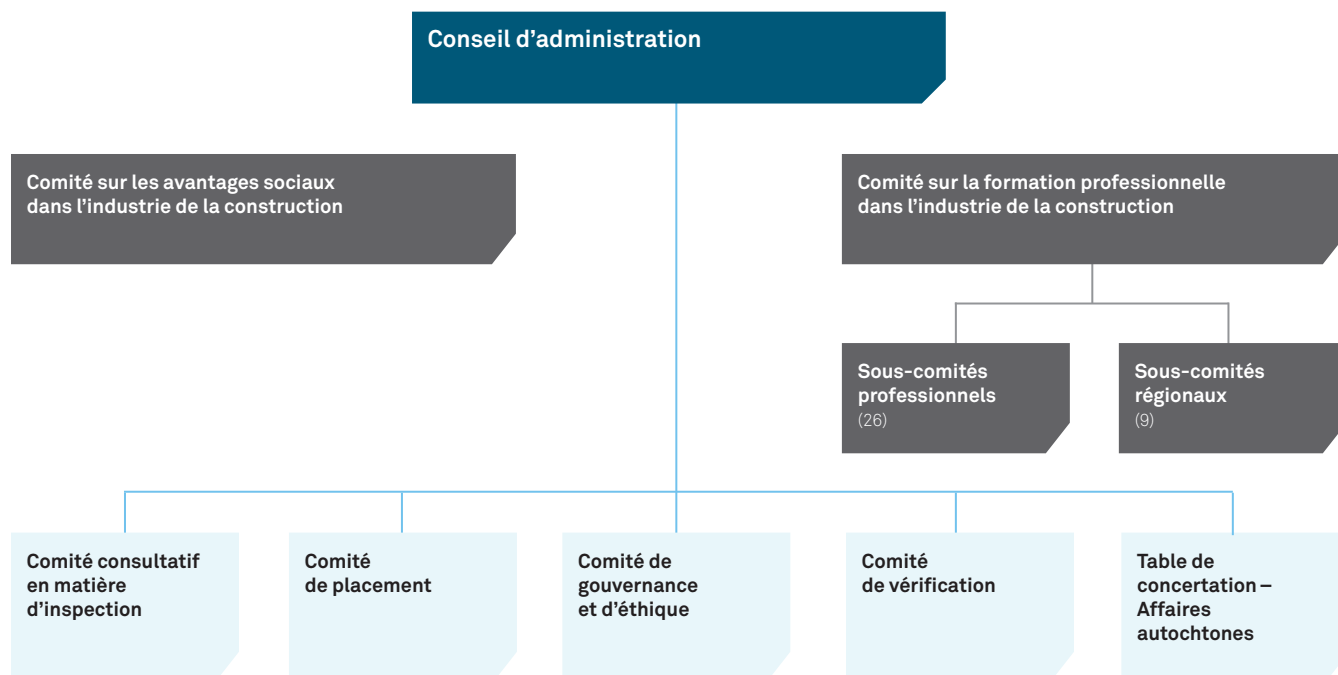 Conseil d’administration
Comité sur les avantages sociaux
dans l’industrie de la construction
Comité sur la formation professionnelle
dans l’industrie de la construction
Sous-comités
professionnels
(26)
Sous-comités
régionaux
(9)
Comité consultatif
en matière
d’inspection
Comité
de placement
Comité de
gouvernance
et d’éthique
Comité
de vérification
Table de
concertation –
Affaires
autochtones